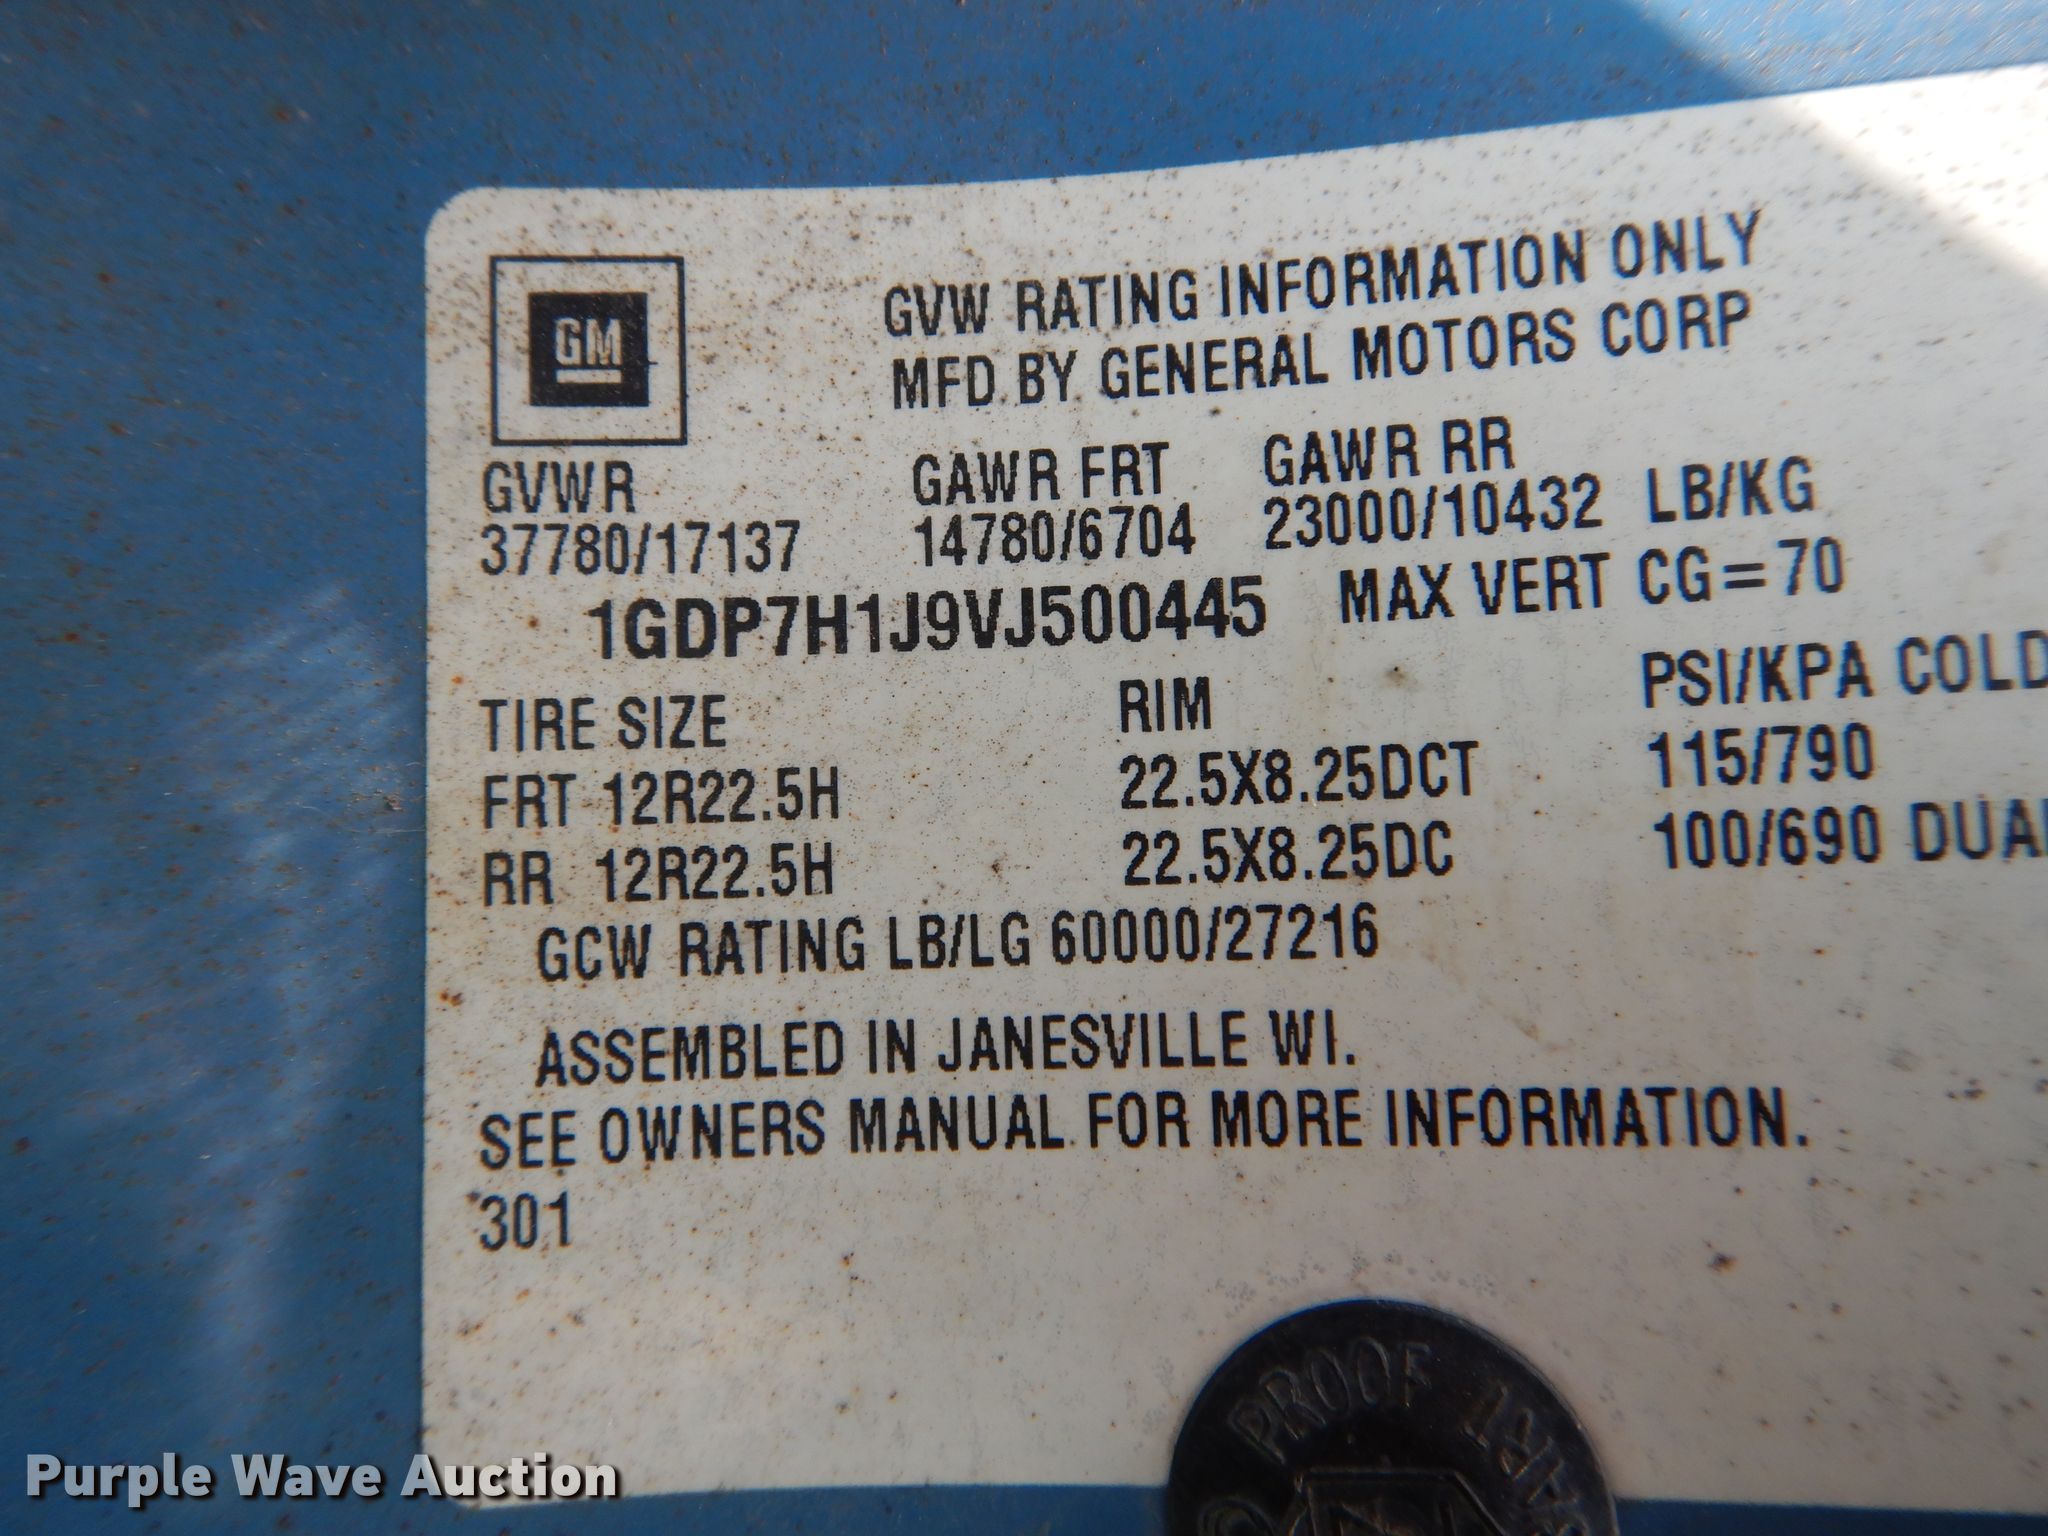 GM
GVW RATING INFORMATION ONLY
MFD BY GENERAL MOTORS CORP
GVWR GAWR FRT GAWR RR
37780/17137 14780/6704 23000/10432 LB/KG
1GDP7H1J9VJ500445 MAX VERT CG=70
TIRE SIZE RIM PSI/KPA COLD
FRT 12R22.5H 22.5X8.25DCT 115/790
RR 12R22.5H 22.5X8.25DC 100/690
GCW RATING LB/LG 60000/27216
ASSEMBLED IN JANESVILLE WI.
SEE OWNERS MANUAL FOR MORE INFORMATION.
301
PROOF
Purple Wave Auction